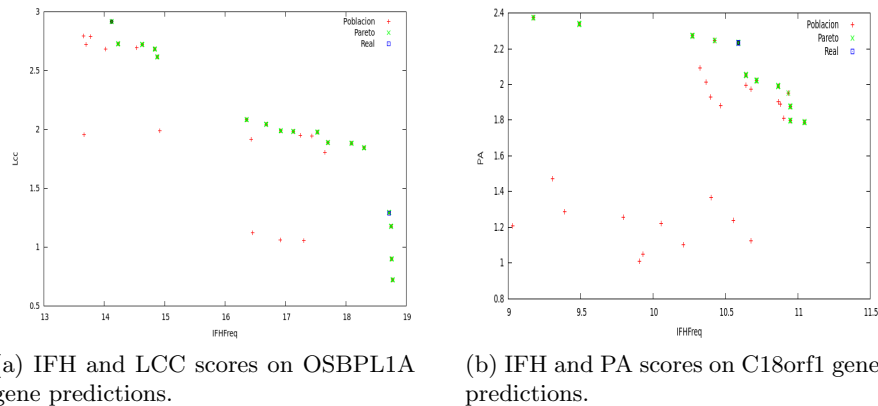 3
2.5
2
1.5
1
0.5
Lcc
13
14
15
16
17
18
19
IFHFreq
Poblacion
Pareto
Real
2.4
2.2
2
1.8
1.6
1.4
1.2
1
0.8
PA
9
9.5
10
10.5
11
11.5
IFHFreq
Poblacion
Pareto
Real
a) IFH and LCC scores on OSBPL1A
gene predictions.
(b) IFH and PA scores on C18orf1 gene
predictions.